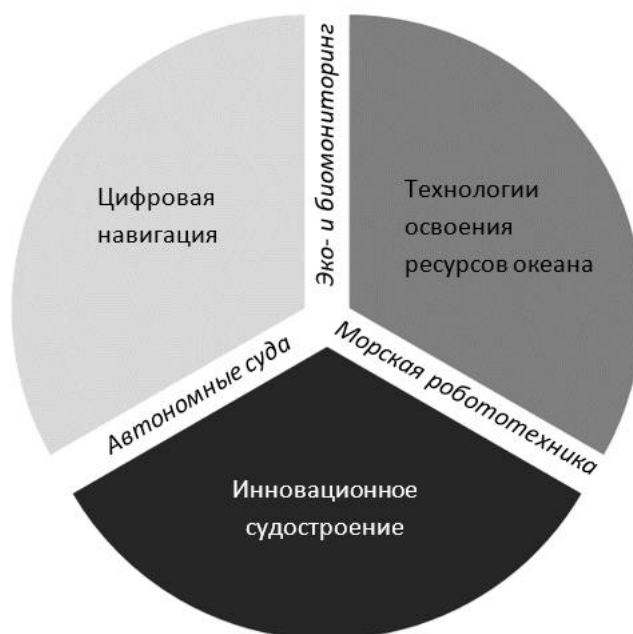 Эко- и биомониторинг
Цифровая
навигация
Технологии
освоения
ресурсов океана
Автономные суда
Морская робототехника
Инновационное
судостроение